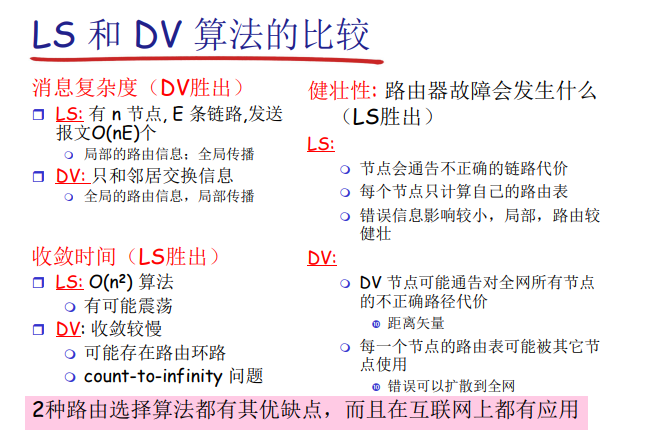 LS 和 DV 算法的比较
消息复杂度（DV胜出）
LS: 有 n 节点, E 条链路,发送
报文O(nE)个
局部的路由信息；全局传播
DV: 只和邻居交换信息
全局的路由信息，局部传播
收敛时间（LS胜出）
LS: O(n²) 算法
有可能震荡
DV: 收敛较慢
可能存在路由环路
count-to-infinity 问题
健壮性: 路由器故障会发生什么
（LS胜出）
LS:
节点会通告不正确的链路代价
每个节点只计算自己的路由表
错误信息影响较小，局部，路由较
健壮
DV:
DV 节点可能通告对全网所有节点
的不正确路径代价
距离矢量
每一个节点的路由表可能被其它节
点使用
错误可以扩散到全网
2种路由选择算法都有其优缺点，而且在互联网上都有应用